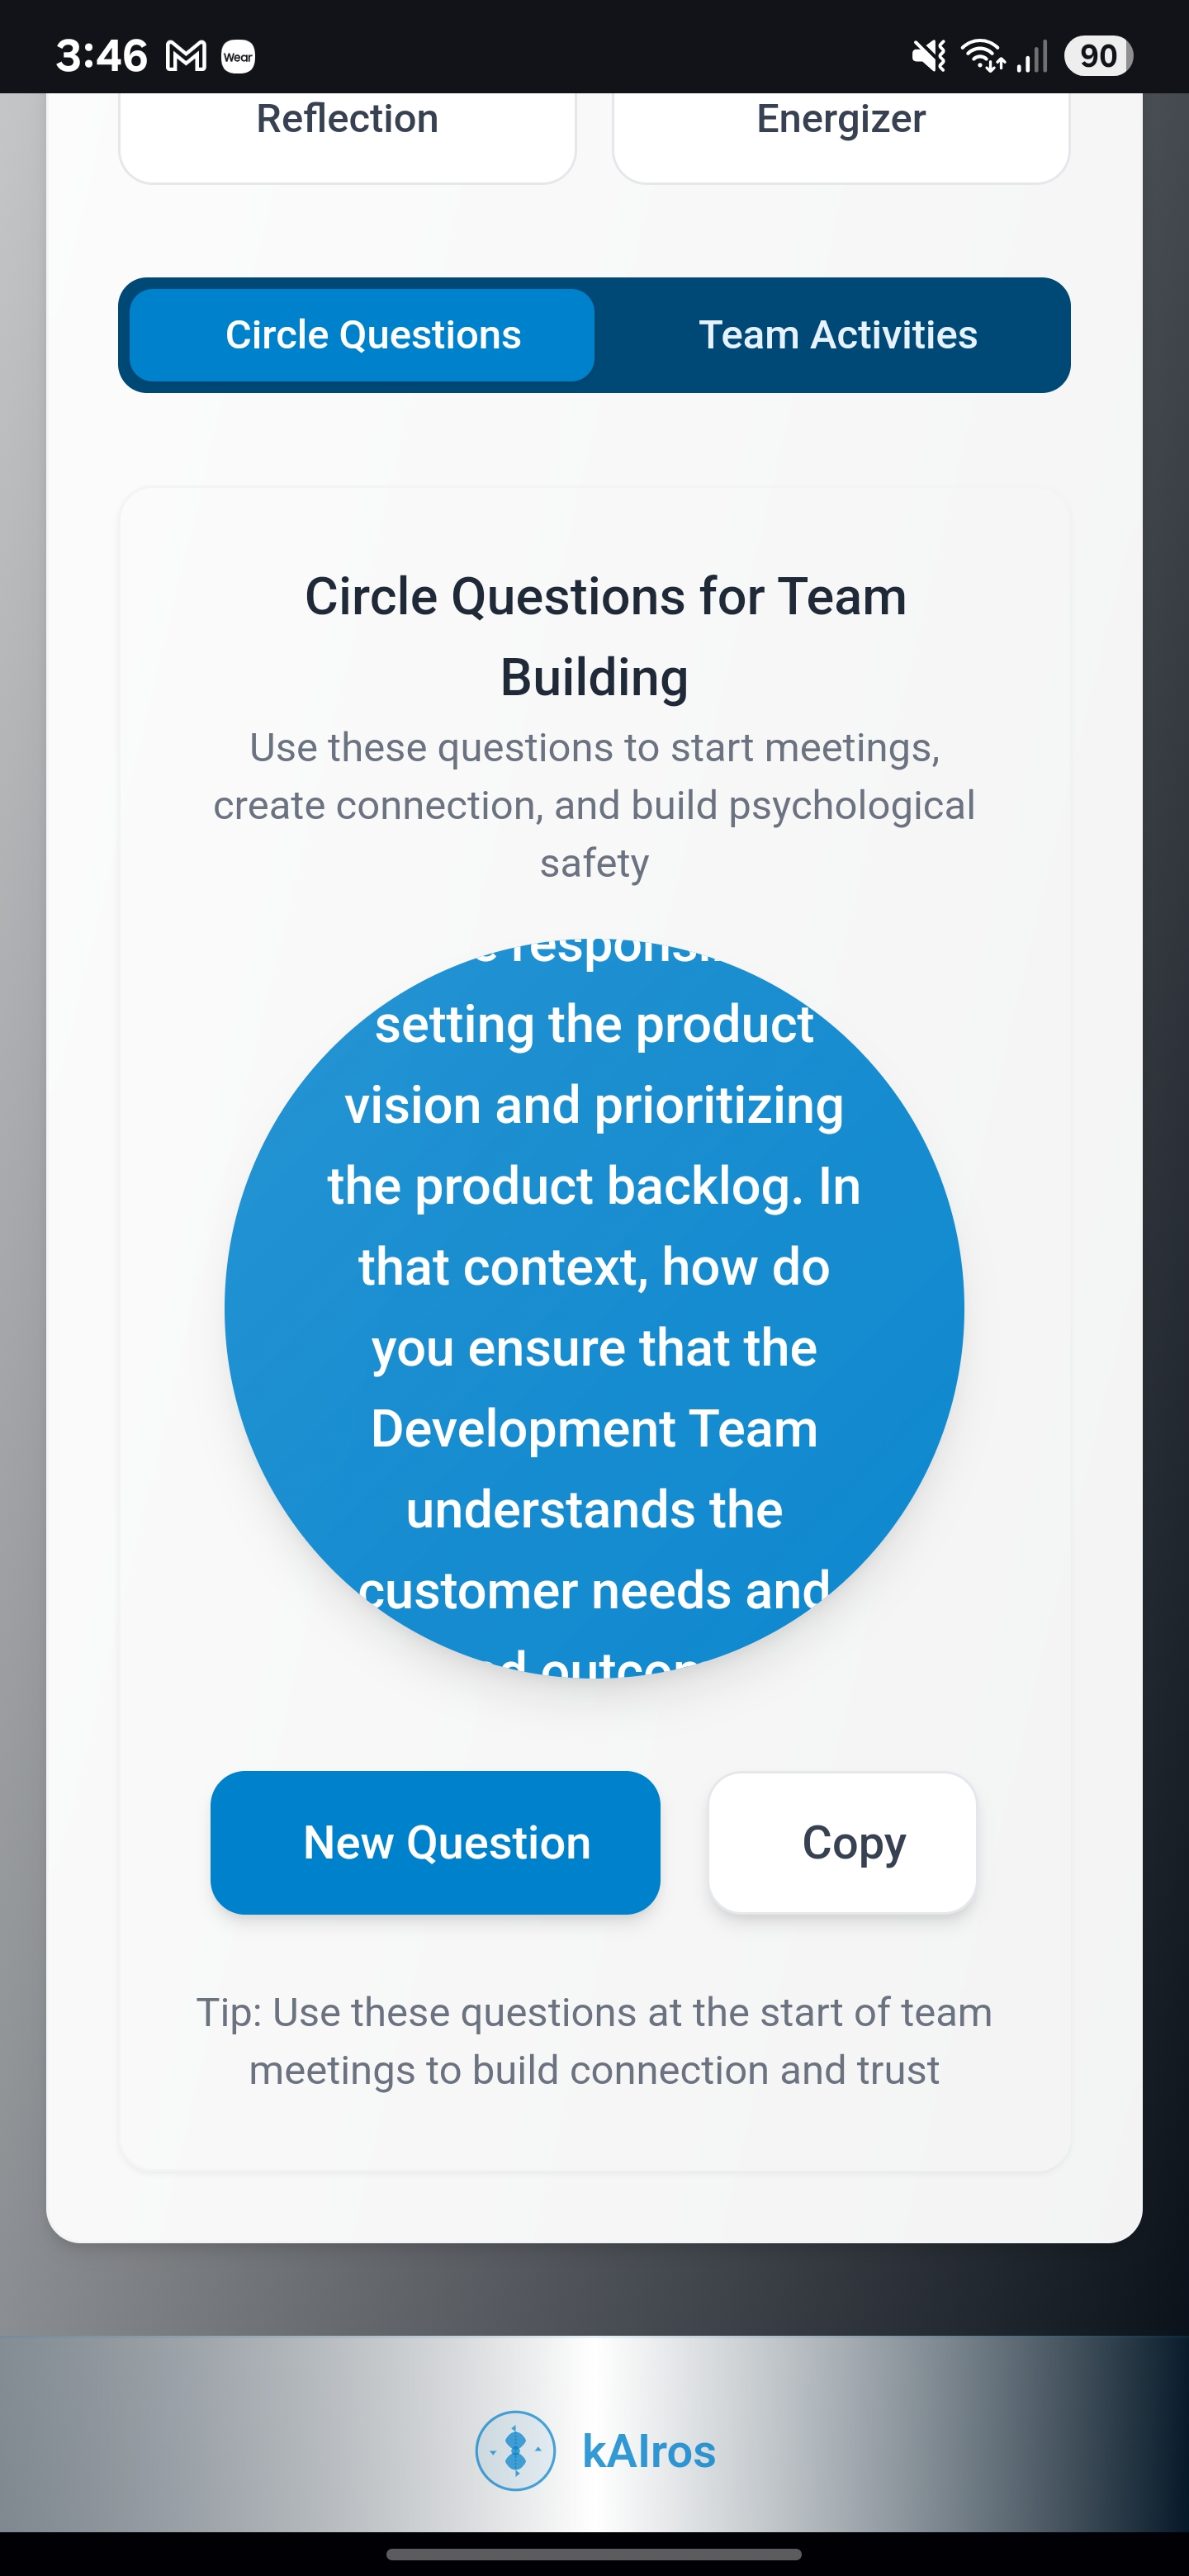 3:46
Wear
90
Reflection
Energizer
Circle Questions
Team Activities
Circle Questions for Team
Building
Use these questions to start meetings,
create connection, and build psychological
safety
setting the product
vision and prioritizing
the product backlog. In
that context, how do
you ensure that the
Development Team
understands the
customer needs and
New Question
Copy
Tip: Use these questions at the start of team
meetings to build connection and trust
kAIros